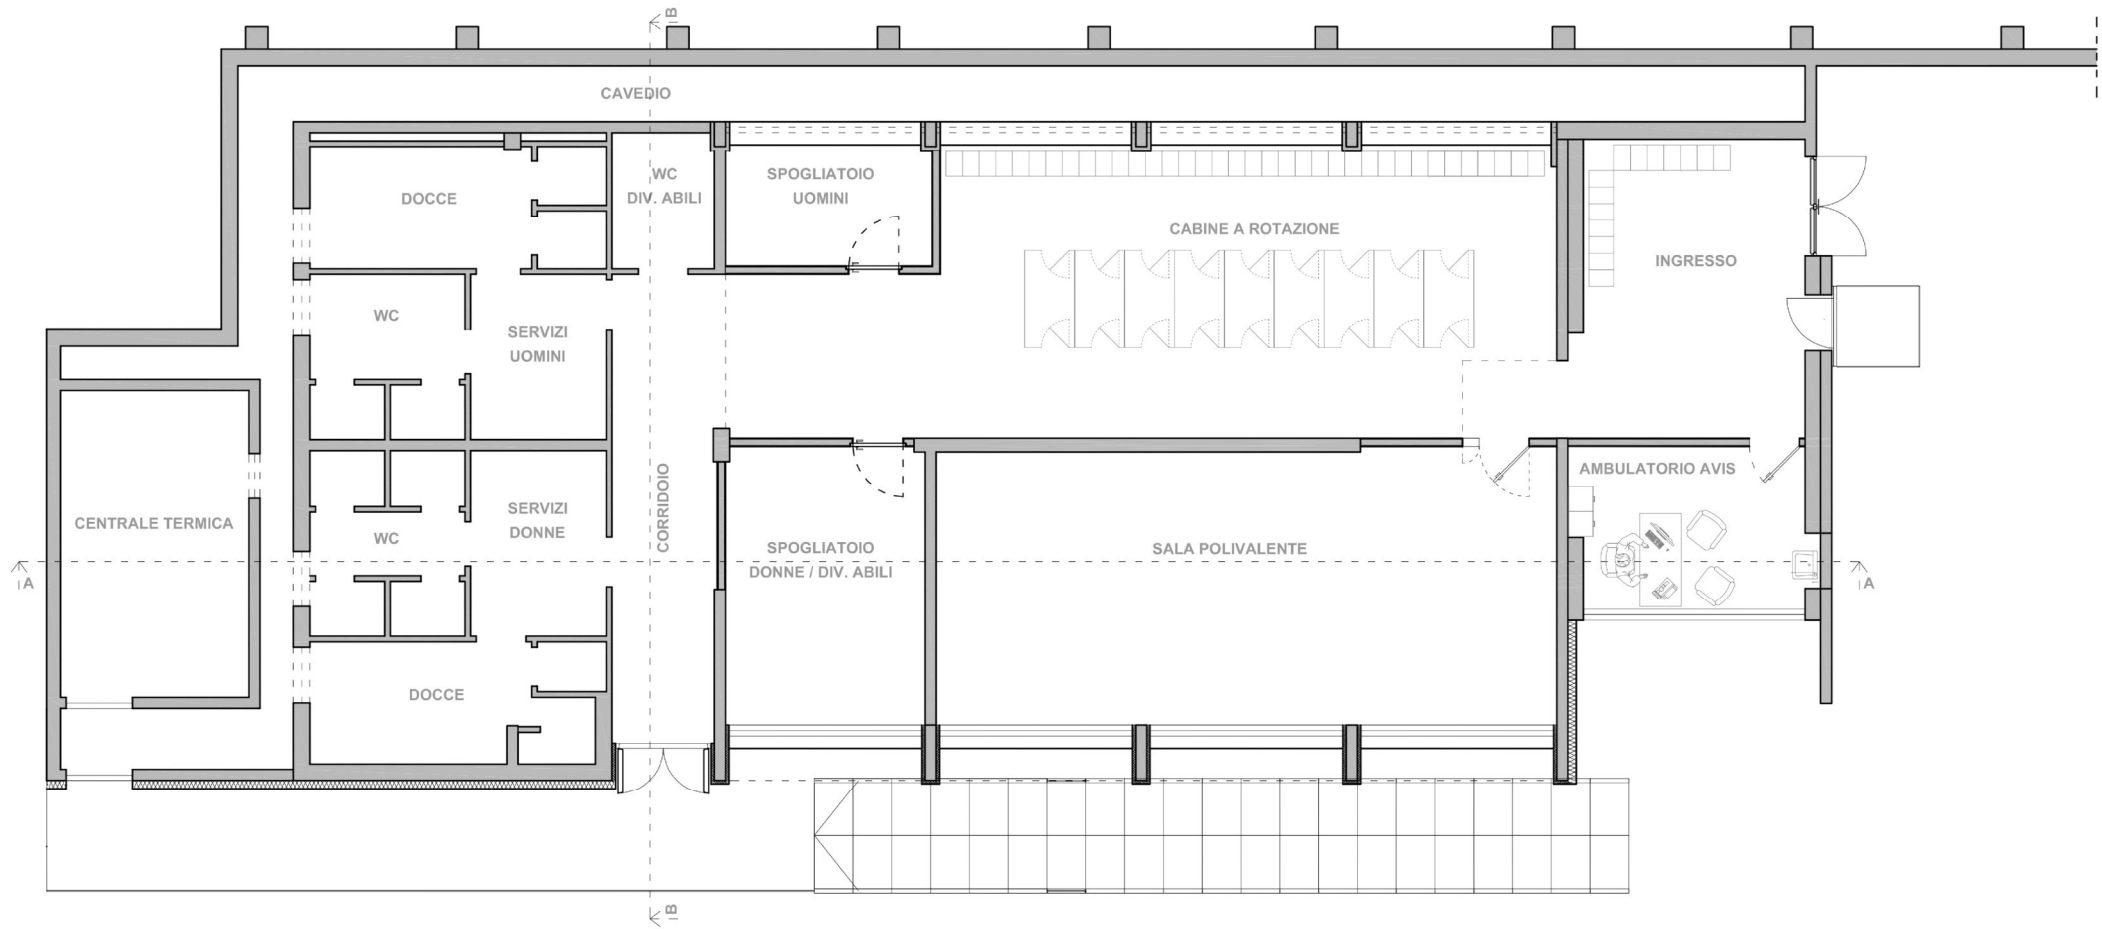 B
CAVEDIO
DOCCE
WC
DIV. ABILI
SPOGLIATOIO
UOMINI
CABINE A ROTAZIONE
INGRESSO
WC
SERVIZI
UOMINI
CENTRALE TERMICA
WC
SERVIZI
DONNE
CORRIDOIO
SPOGLIATOIO
DONNE / DIV. ABILI
SALA POLIVALENTE
AMBULATORIO AVIS
A
A
DOCCE
B